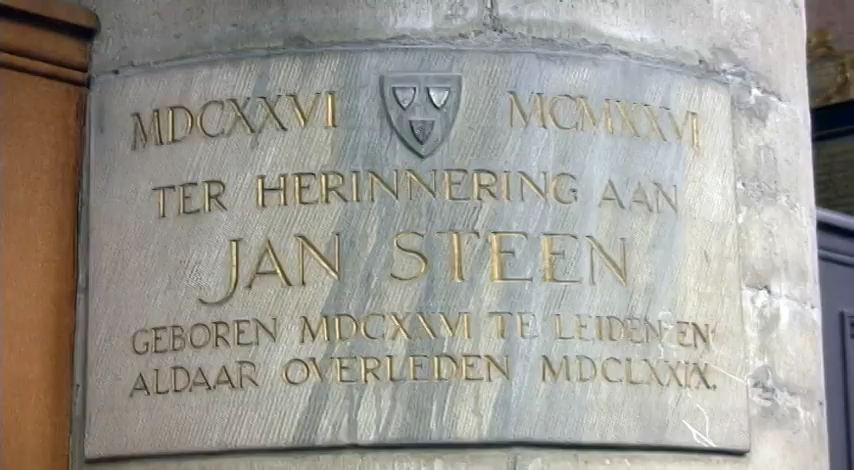 MDCXXVI MCMXXVI
TER HERINNERING AAN
JAN STEEN
GEBOREN MDCXXVI TE LEIDEN EN
ALDAAR OVERLEDEN MDCLXXIX.